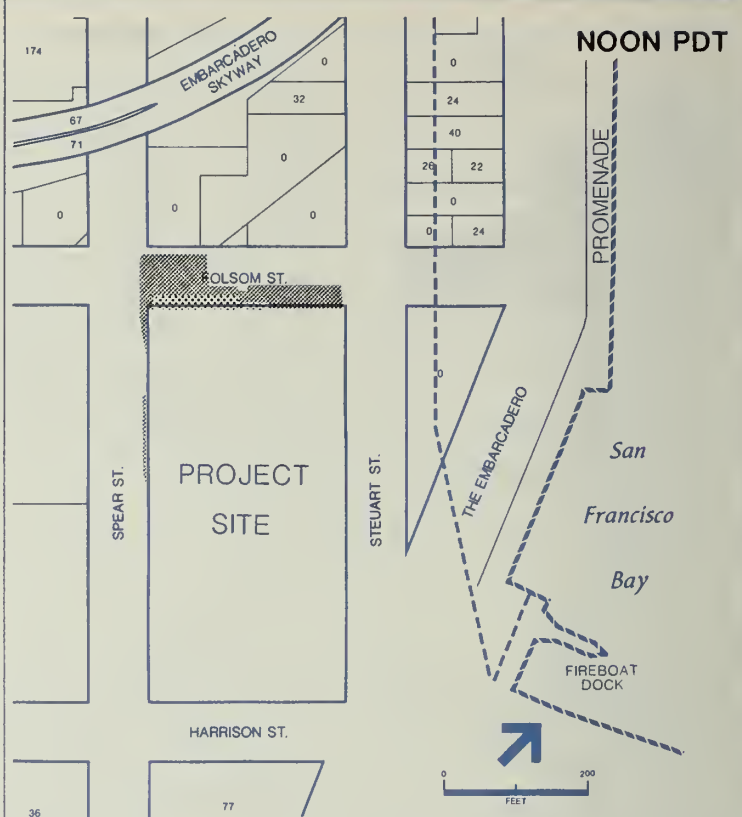 NOON PDT
174
EMBARCADERO
SKYWAY
0
0
32
24
67
40
71
0
26
22
0
0
0
0
0
24
PROMENADE
FOLSOM ST.
0
THE EMBARCADERO
San
Francisco
Bay
SPEAR ST.
PROJECT
SITE
STEUART ST.
FIREBOAT
DOCK
HARRISON ST.
0
200
FEET
36
77